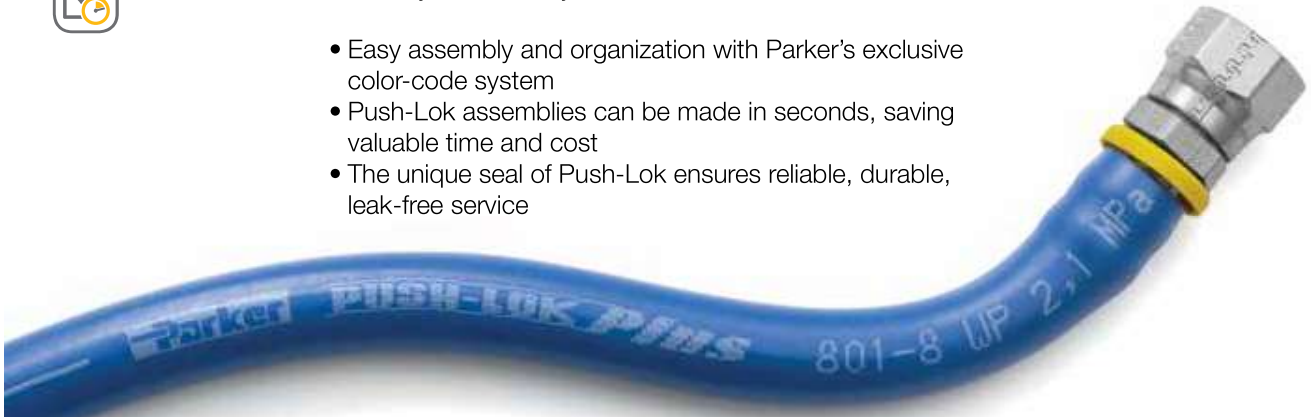 • Easy assembly and organization with Parker’s exclusive
color-code system
• Push-Lok assemblies can be made in seconds, saving
valuable time and cost
• The unique seal of Push-Lok ensures reliable, durable,
leak-free service
Parker PUSH-LOK Plus 801-8 WP 2,1 MPa